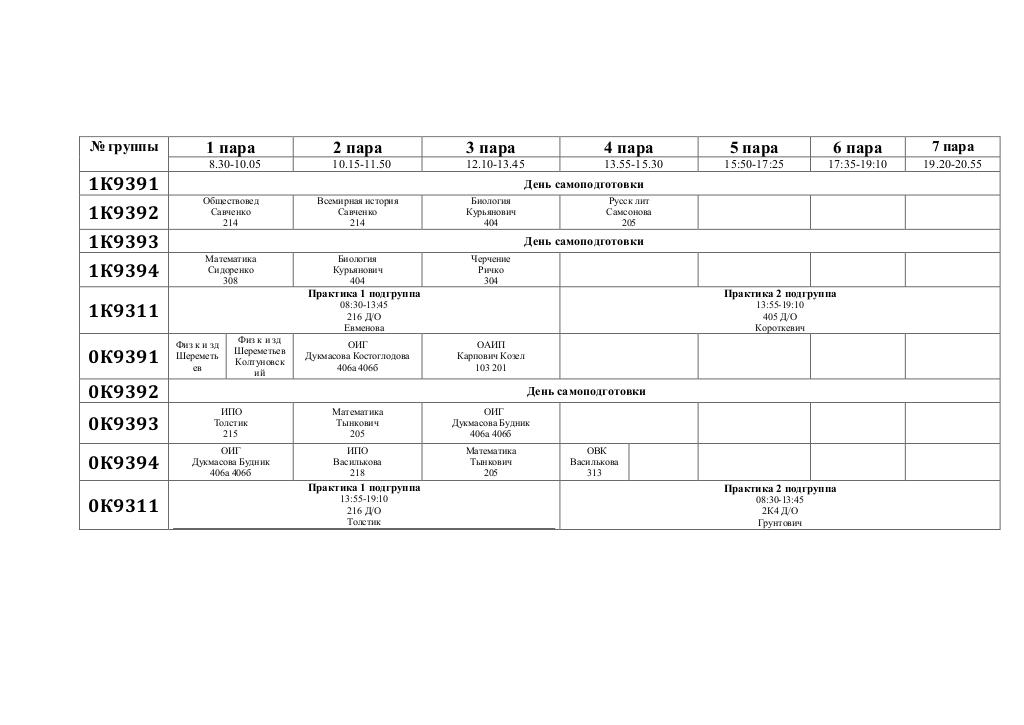 № группы
1 пара
2 пара
3 пара
4 пара
5 пара
6 пара
7 пара
8.30-10.05
10.15-11.50
12.10-13.45
13.55-15.30
15:50-17:25
17:35-19:10
19.20-20.55
1К9391
День самоподготовки
1К9392
Обществовед
Савченко
214
Всемирная история
Савченко
214
Биология
Курьянович
404
Русск лит
Самсонова
205
1К9393
День самоподготовки
1К9394
Математика
Сидоренко
308
Биология
Курьянович
404
Черчение
Ричко
304
1К9311
Практика 1 подгруппа
08:30-13:45
216 Д/О
Евменова
Практика 2 подгруппа
13:55-19:10
405 Д/О
Короткевич
0К9391
Физ к и зд
Шереметь
ев
Физ к и зд
Шереметьев
Колтуновск
ий
ОИГ
Дукмасова Костоглодова
406а 406б
ОАИП
Карпович Козел
103 201
0К9392
День самоподготовки
0К9393
ИПО
Толстик
215
Математика
Тынкович
205
ОИГ
Дукмасова Будник
406а 406б
0К9394
ОИГ
Дукмасова Будник
406а 406б
ИПО
Василькова
218
Математика
Тынкович
205
ОВК
Василькова
313
0К9311
Практика 1 подгруппа
13:55-19:10
216 Д/О
Толстик
Практика 2 подгруппа
08:30-13:45
2К4 Д/О
Грунтович